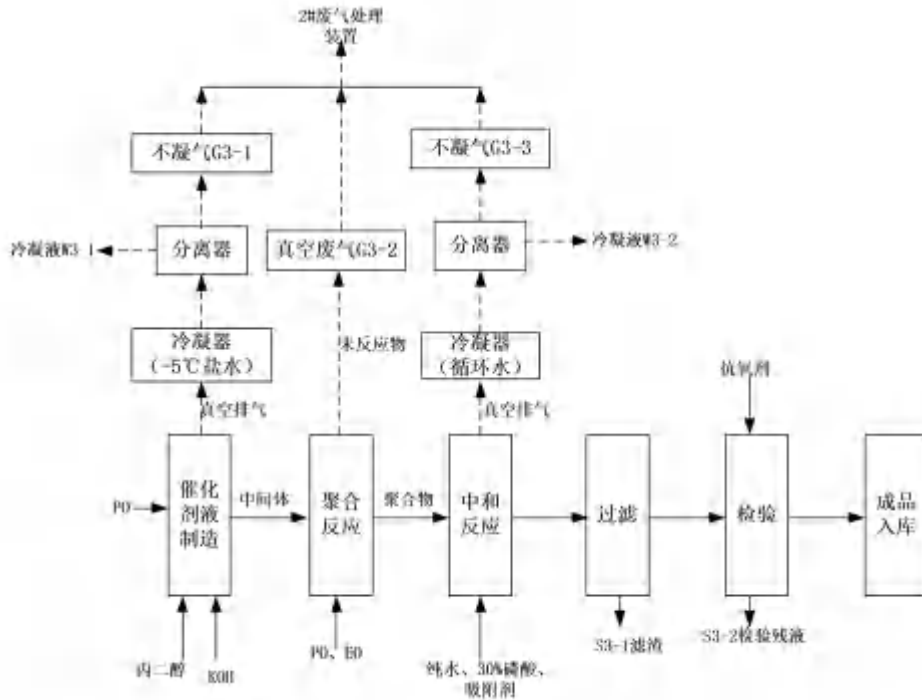 2#废气处理
装置
不凝气G3-1
不凝气G3-3
冷凝液W3-1
分离器
真空废气G3-2
分离器
冷凝液W3-2
冷凝器
(-5℃盐水)
未反应物
冷凝器
(循环水)
抗氧剂
真空排气
真空排气
PO
催化
剂液
制造
中间体
聚合
反应
聚合物
中和
反应
过滤
检验
成品
入库
丙二醇
KOH
PO、EO
纯水、30%磷酸、
吸附剂
S3-1滤渣
S3-2检验残液